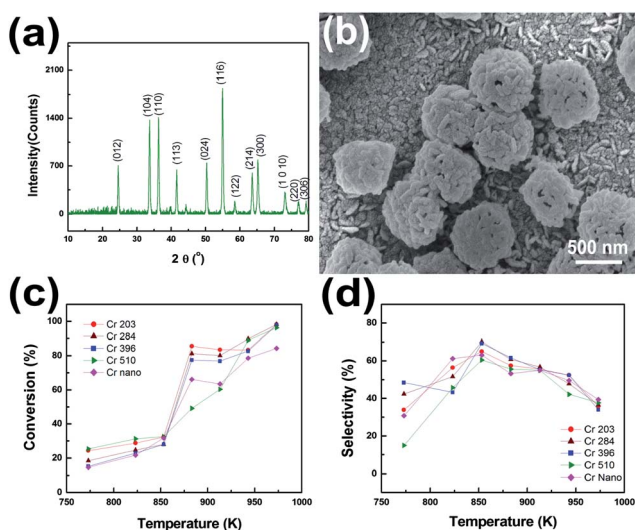 (a)
Intensity(Counts)
2100
1400
700
0
(012)
(104)
(110)
(113)
(024)
(116)
(122)
(214)
(300)
(1 0 10)
(220)
(306)
10 20 30 40 50 60 70 80
2 θ (°)
(b)
500 nm
(c)
Conversion (%)
100
80
60
40
20
0
Cr 203
Cr 284
Cr 396
Cr 510
Cr nano
750 800 850 900 950 1000
Temperature (K)
(d)
Selectivity (%)
80
60
40
20
0
Cr 203
Cr 284
Cr 396
Cr 510
Cr Nano
750 800 850 900 950 1000
Temperature (K)